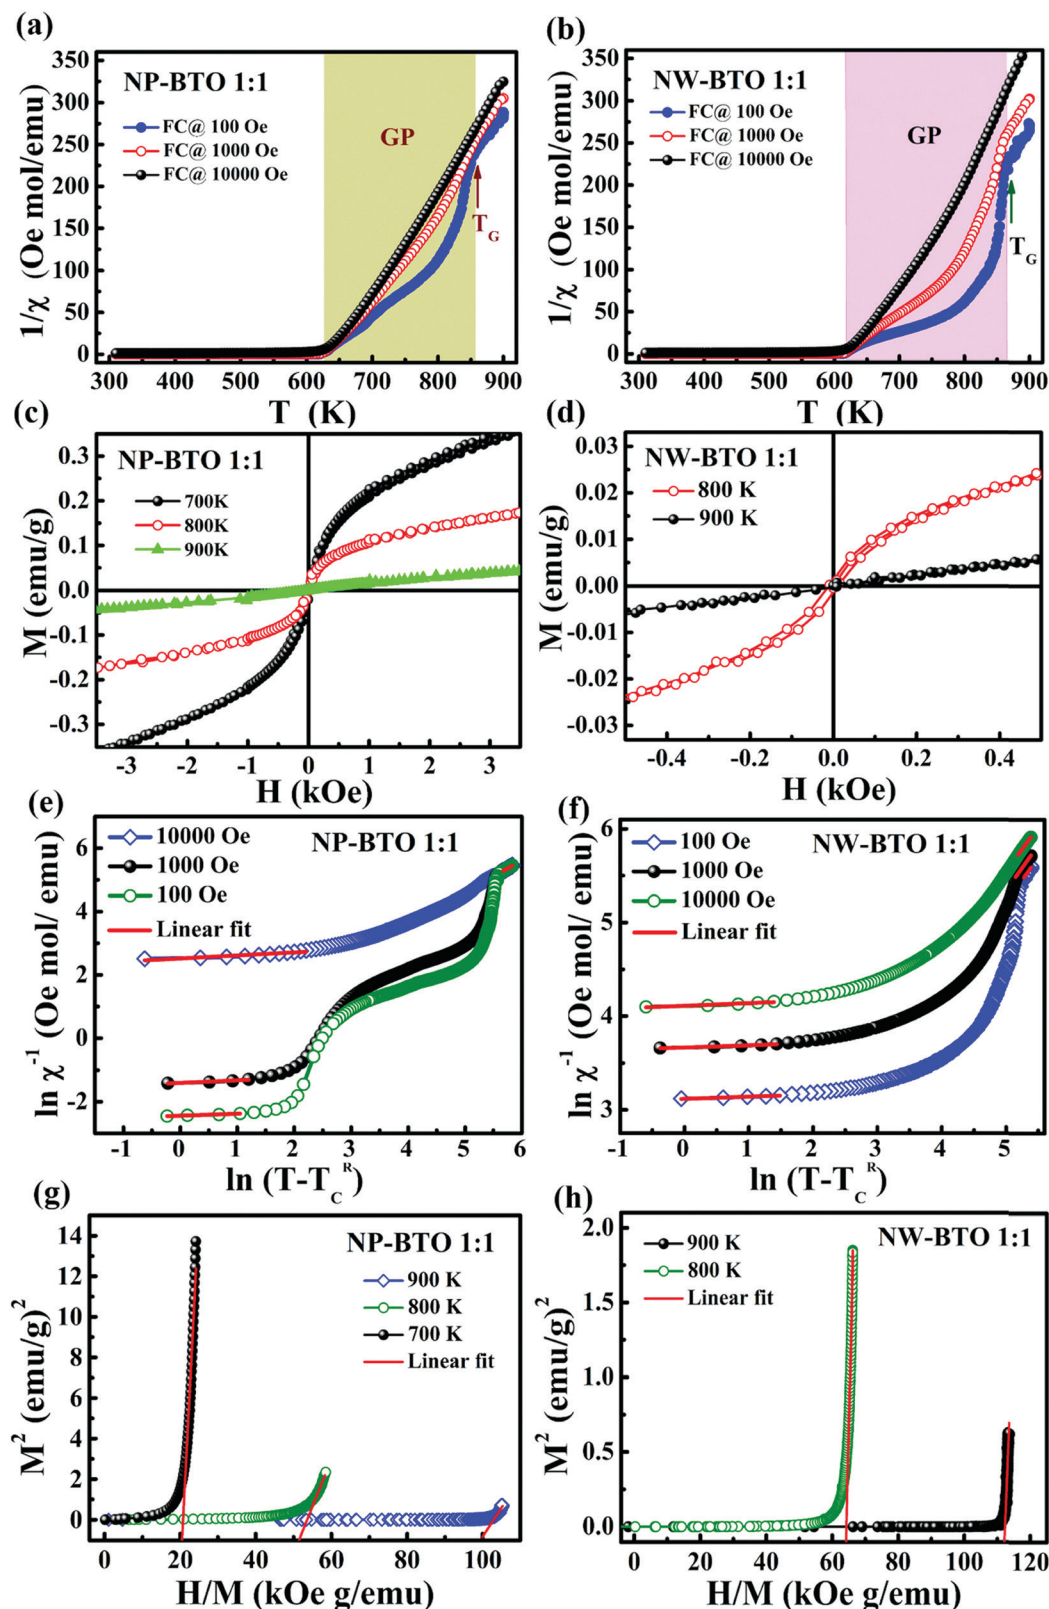 (a)
NP-BTO 1:1
FC@ 100 Oe
FC@ 1000 Oe
FC@ 10000 Oe
GP
T_G
1/χ (Oe mol/emu)
350
300
250
200
150
100
50
0
300 400 500 600 700 800 900
T (K)
(b)
NW-BTO 1:1
FC@ 100 Oe
FC@ 1000 Oe
FC@ 10000 Oe
GP
T_G
1/χ (Oe mol/emu)
350
300
250
200
150
100
50
0
300 400 500 600 700 800 900
T (K)
(c)
NP-BTO 1:1
700K
800K
900K
M (emu/g)
0.3
0.2
0.1
0.0
-0.1
-0.2
-0.3
-3 -2 -1 0 1 2 3
H (kOe)
(d)
NW-BTO 1:1
800 K
900 K
M (emu/g)
0.03
0.02
0.01
0.00
-0.01
-0.02
-0.03
-0.4 -0.2 0.0 0.2 0.4
H (kOe)
(e)
NP-BTO 1:1
10000 Oe
1000 Oe
100 Oe
Linear fit
ln χ⁻¹ (Oe mol/ emu)
6
4
2
0
-2
-1 0 1 2 3 4 5 6
ln (T-T_C^R)
(f)
NW-BTO 1:1
100 Oe
1000 Oe
10000 Oe
Linear fit
ln χ⁻¹ (Oe mol/ emu)
6
5
4
3
-1 0 1 2 3 4 5
ln (T-T_C^R)
(g)
NP-BTO 1:1
900 K
800 K
700 K
Linear fit
M² (emu/g)²
14
12
10
8
6
4
2
0
0 20 40 60 80 100
H/M (kOe g/emu)
(h)
NW-BTO 1:1
900 K
800 K
Linear fit
M² (emu/g)²
2.0
1.5
1.0
0.5
0.0
0 20 40 60 80 100 120
H/M (kOe g/emu)